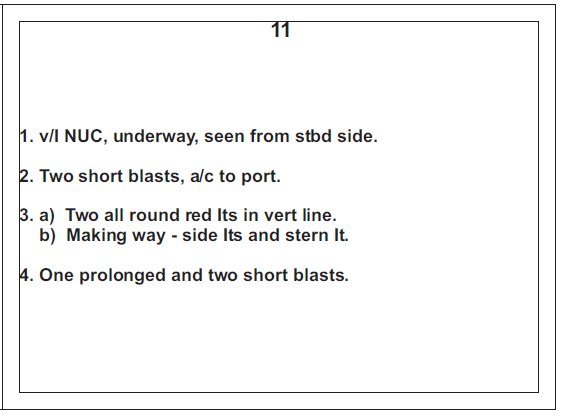 11
1. v/l NUC, underway, seen from stbd side.
2. Two short blasts, a/c to port.
3. a) Two all round red lts in vert line.
b) Making way - side lts and stern lt.
4. One prolonged and two short blasts.